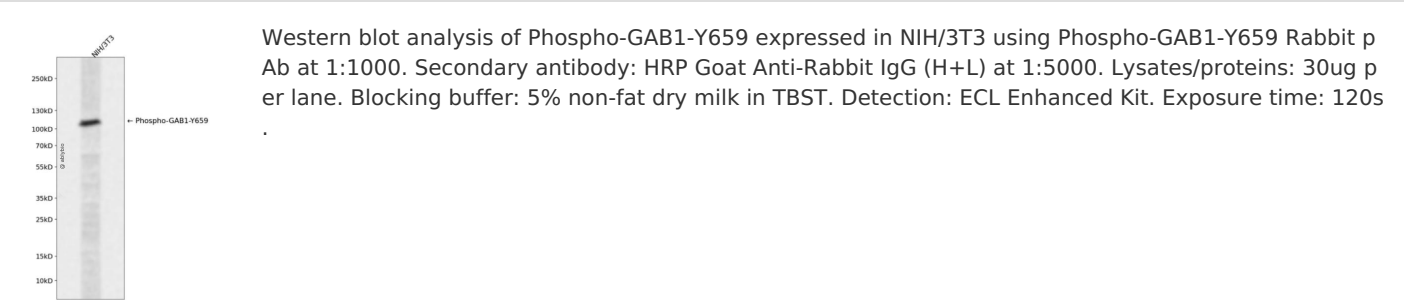 NIH/3T3
250kD
130kD
100kD
← Phospho-GAB1-Y659
70kD
55kD
@ ablybio
35kD
25kD
15kD
10kD
Western blot analysis of Phospho-GAB1-Y659 expressed in NIH/3T3 using Phospho-GAB1-Y659 Rabbit p
Ab at 1:1000. Secondary antibody: HRP Goat Anti-Rabbit IgG (H+L) at 1:5000. Lysates/proteins: 30ug p
er lane. Blocking buffer: 5% non-fat dry milk in TBST. Detection: ECL Enhanced Kit. Exposure time: 120s
.